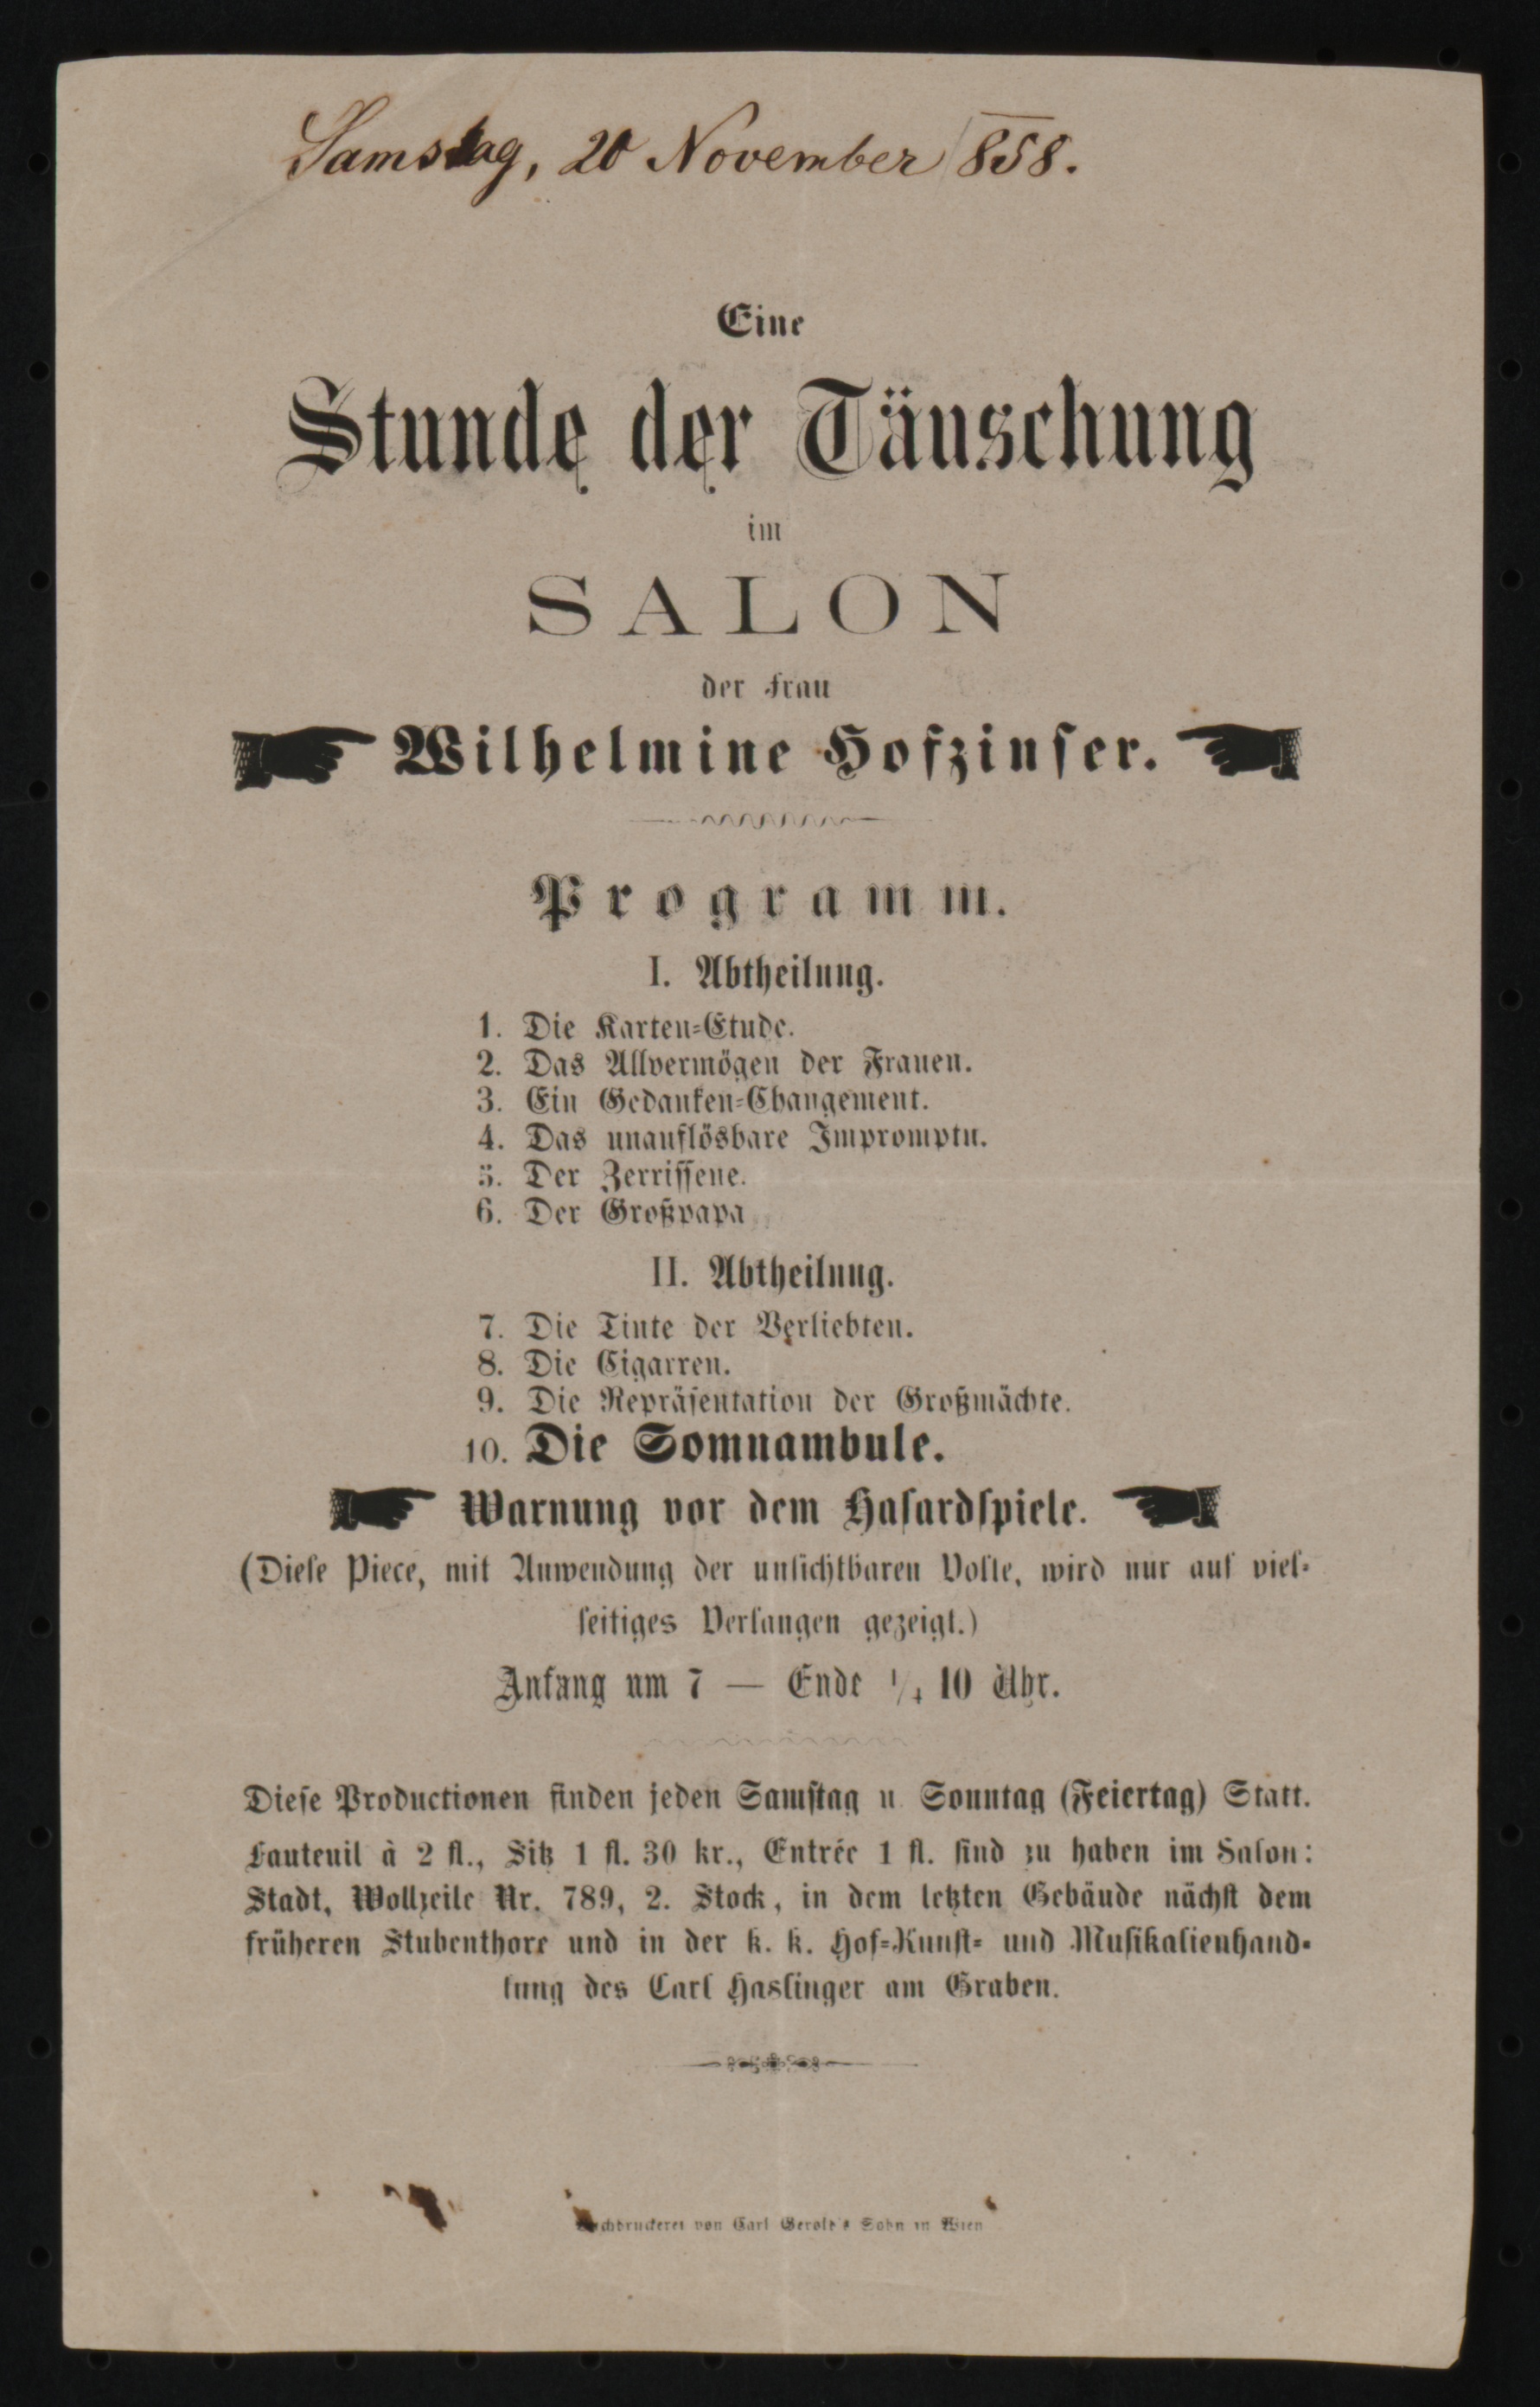 Samstag, 20 November 1858.
Eine
Stunde der Täuschung
im
SALON
der Frau
Wilhelmine Hofzinser.
Programm.
I. Abtheilung.
1. Die Karten=Etude.
2. Das Allvermögen der Frauen.
3. Ein Gedanken=Changement.
4. Das unauflösbare Impromptu.
5. Der Zerrissene.
6. Der Großpapa
II. Abtheilung.
7. Die Tinte der Verliebten.
8. Die Cigarren.
9. Die Repräsentation der Großmächte.
10. Die Somnambule.
Warnung vor dem Hasardspiele.
(Diese Piece, mit Anwendung der unsichtbaren Volte, wird nur auf viel=
seitiges Verlangen gezeigt.)
Anfang um 7 — Ende 1/4 10 Uhr.
Diese Productionen finden jeden Samstag u. Sonntag (Feiertag) Statt.
Fauteuil à 2 fl., Sitz 1 fl. 30 kr., Entrée 1 fl. sind zu haben im Salon:
Stadt, Wollzeile Nr. 789, 2. Stock, in dem letzten Gebäude nächst dem
früheren Stubenthore und in der k. k. Hof=Kunst= und Musikalienhand=
lung des Carl Haslinger am Graben.
Buchdruckerei von Carl Gerold's Sohn in Wien